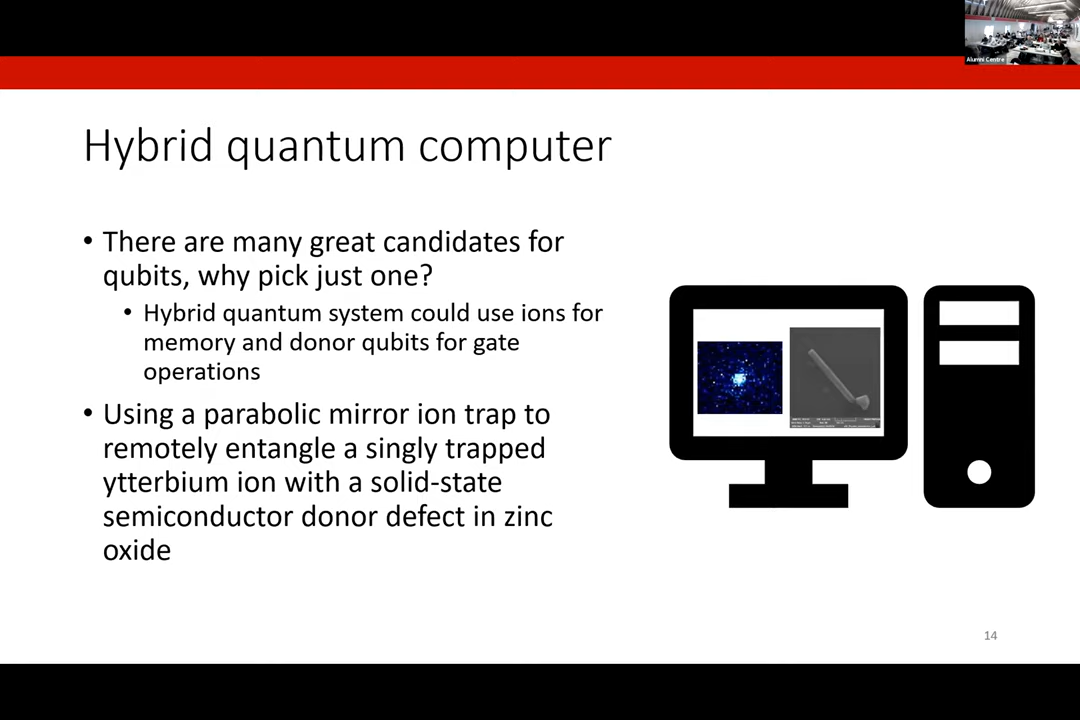 Alumni Centre
Hybrid quantum computer
• There are many great candidates for
qubits, why pick just one?
• Hybrid quantum system could use ions for
memory and donor qubits for gate
operations
• Using a parabolic mirror ion trap to
remotely entangle a singly trapped
ytterbium ion with a solid-state
semiconductor donor defect in zinc
oxide
14